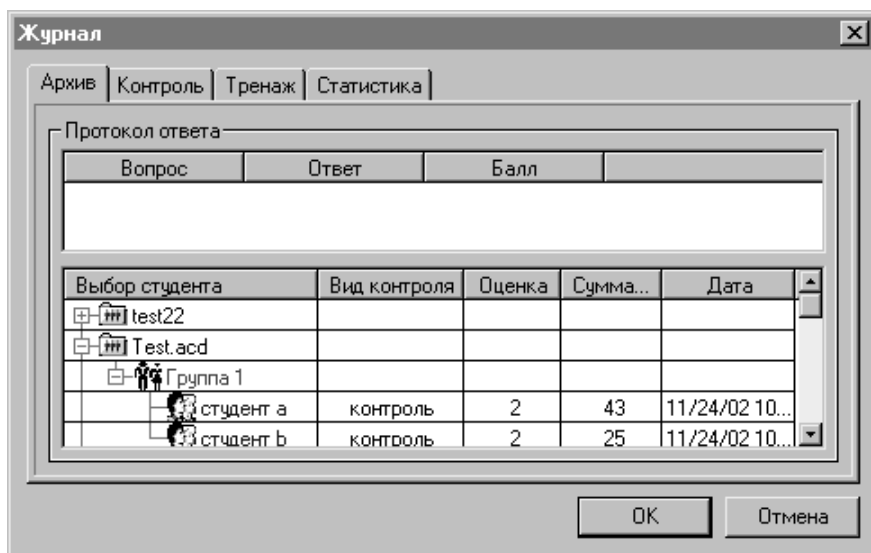 Журнал
Архив Контроль Тренаж Статистика
Протокол ответа
Вопрос Ответ Балл
Выбор студента Вид контроля Оценка Сумма... Дата
test22
Test.acd
Группа 1
студент a контроль 2 43 11/24/02 10...
студент b контроль 2 25 11/24/02 10...
OK Отмена